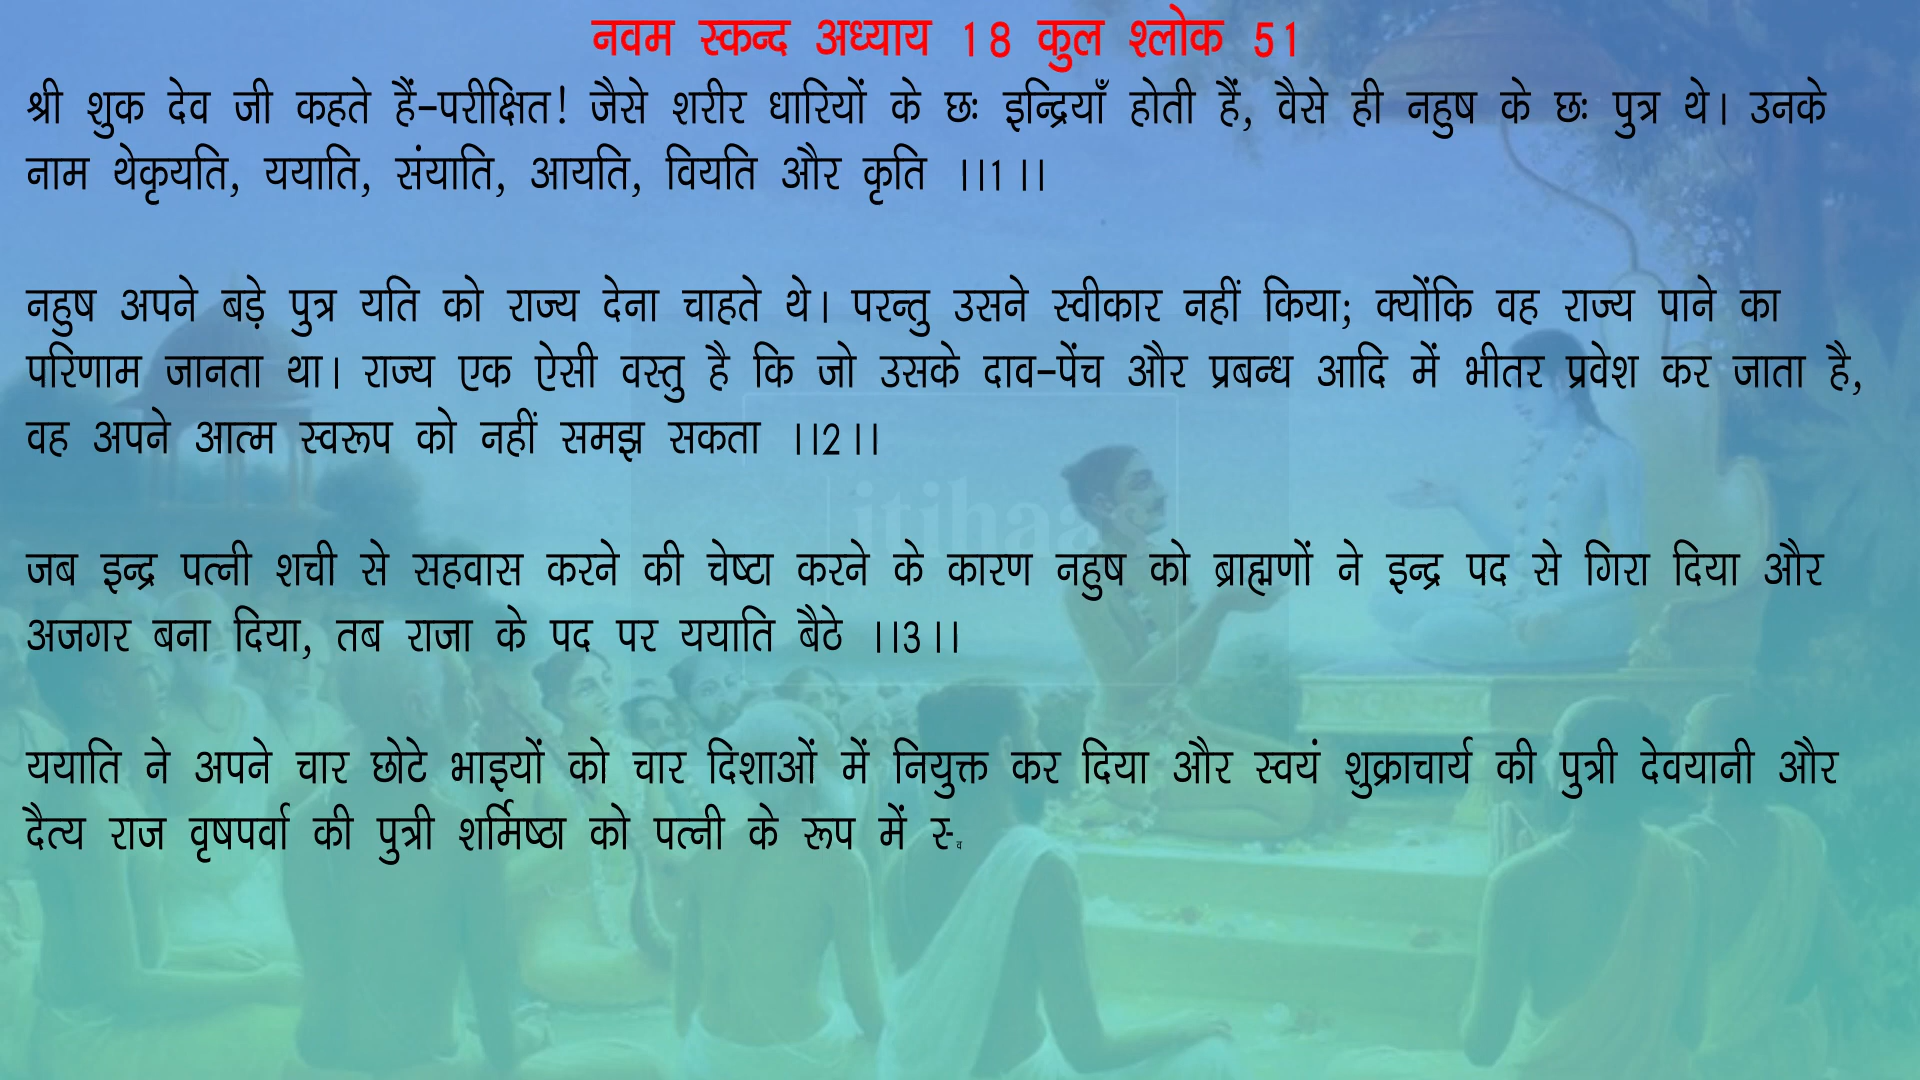 नवम स्कन्द अध्याय 18 कुल श्लोक 51
श्री शुक देव जी कहते हैं-परीक्षित! जैसे शरीर धारियों के छः इन्द्रियाँ होती हैं, वैसे ही नहुष के छः पुत्र थे। उनके
नाम थेकृयति, ययाति, संयाति, आयति, वियति और कृति ।।1।।
नहुष अपने बड़े पुत्र यति को राज्य देना चाहते थे। परन्तु उसने स्वीकार नहीं किया; क्योंकि वह राज्य पाने का
परिणाम जानता था। राज्य एक ऐसी वस्तु है कि जो उसके दाव-पेंच और प्रबन्ध आदि में भीतर प्रवेश कर जाता है,
वह अपने आत्म स्वरूप को नहीं समझ सकता ।।2।।
itihaas
जब इन्द्र पत्नी शची से सहवास करने की चेष्टा करने के कारण नहुष को ब्राह्मणों ने इन्द्र पद से गिरा दिया और
अजगर बना दिया, तब राजा के पद पर ययाति बैठे ।।3।।
ययाति ने अपने चार छोटे भाइयों को चार दिशाओं में नियुक्त कर दिया और स्वयं शुक्राचार्य की पुत्री देवयानी और
दैत्य राज वृषपर्वा की पुत्री शर्मिष्ठा को पत्नी के रूप में स्व